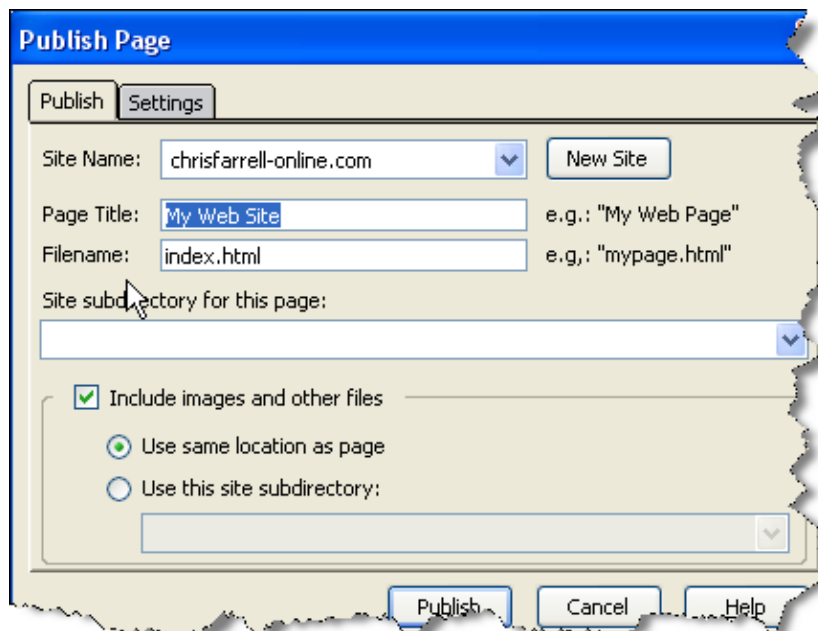 Publish Page
Publish Settings
Site Name: chrisfarrell-online.com New Site
Page Title: My Web Site e.g.: "My Web Page"
Filename: index.html e.g,: "mypage.html"
Site subdirectory for this page:
Include images and other files
Use same location as page
Use this site subdirectory:
Publish Cancel Help